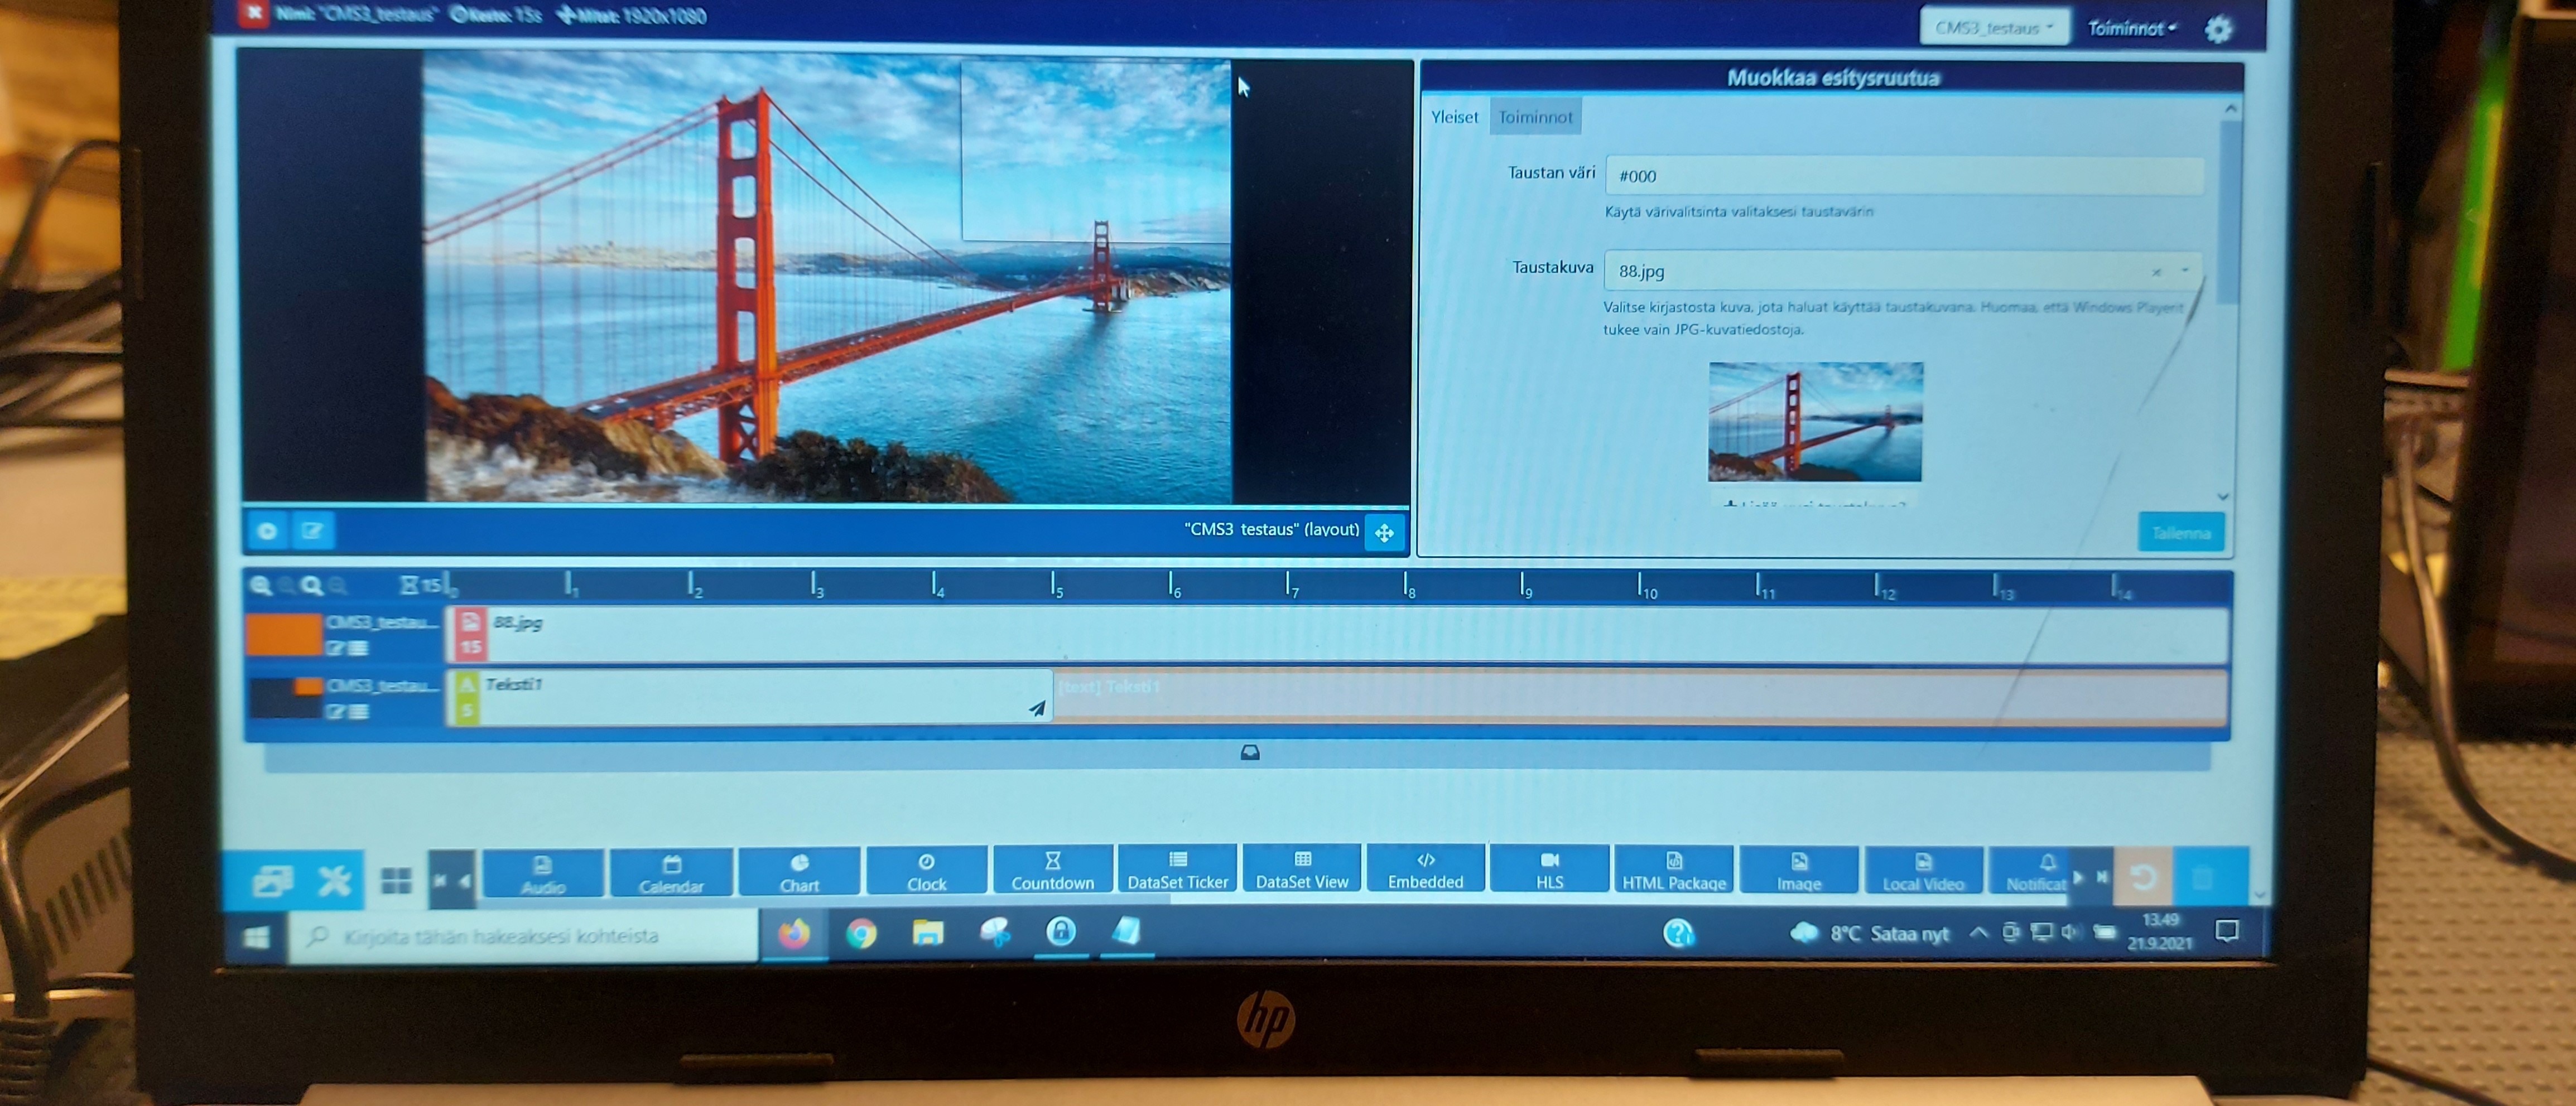 Nimi: "CMS3_testaus" Kesto: 15s Mitat: 1920x1080
CMS3_testaus
Toiminnot
Muokkaa esitysruutua
Yleiset
Toiminnot
Taustan väri
#000
Käytä värivalitsinta valitaksesi taustavärin
Taustakuva
88.jpg
Valitse kirjastosta kuva, jota haluat käyttää taustakuvana. Huomaa, että Windows Playerit
tukee vain JPG-kuvatiedostoja.
"CMS3 testaus" (layout)
Tallenna
15
0 1 2 3 4 5 6 7 8 9 10 11 12 13 14
CMS3_testau...
88.jpg
15
CMS3_testau...
A
Teksti1
5
[text] Teksti1
Audio
Calendar
Chart
Clock
Countdown
DataSet Ticker
DataSet View
Embedded
HLS
HTML Package
Image
Local Video
Notificat
Kirjoita tähän hakeaksesi kohteista
8°C Sataa nyt
13.49
21.9.2021
hp